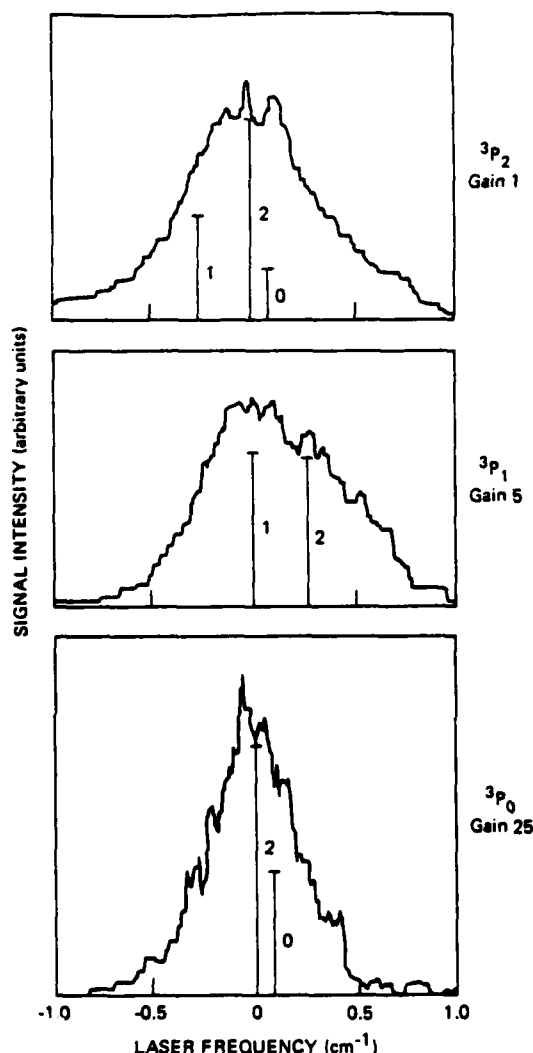 SIGNAL INTENSITY (arbitrary units)
2
1
0
³P₂
Gain 1
1
2
³P₁
Gain 5
2
0
³P₀
Gain 25
-1.0
-0.5
0
0.5
1.0
LASER FREQUENCY (cm⁻¹)